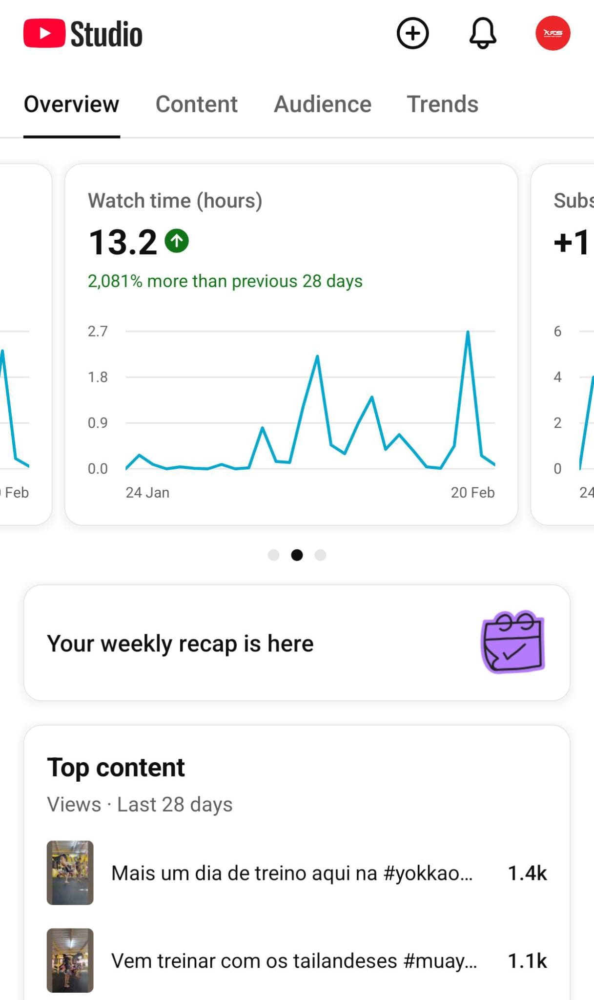 Studio
Overview
Content
Audience
Trends
Watch time (hours)
13.2
2,081% more than previous 28 days
2.7
1.8
0.9
0.0
24 Jan
20 Feb
Feb
Subs
+1
6
4
2
0
24
Your weekly recap is here
Top content
Views · Last 28 days
Mais um dia de treino aqui na #yokkao...
1.4k
Vem treinar com os tailandeses #muay...
1.1k